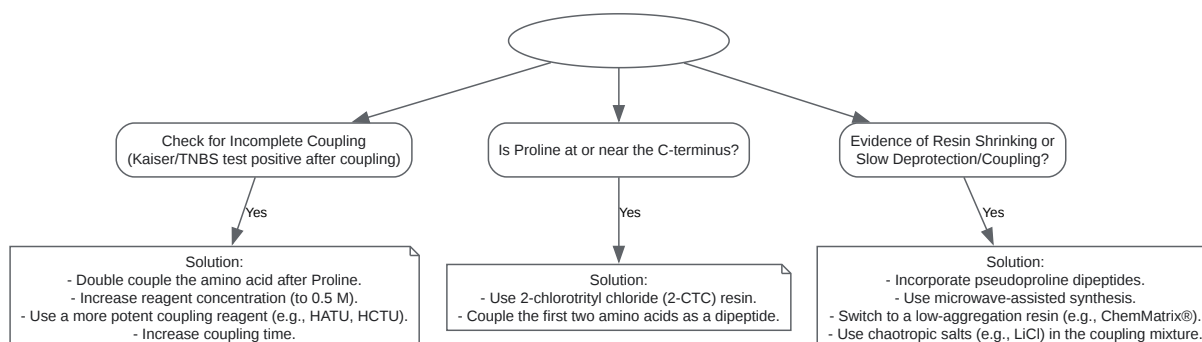 Check for Incomplete Coupling
(Kaiser/TNBS test positive after coupling)
Is Proline at or near the C-terminus?
Evidence of Resin Shrinking or
Slow Deprotection/Coupling?
Yes
Yes
Yes
Solution:
- Double couple the amino acid after Proline.
- Increase reagent concentration (to 0.5 M).
- Use a more potent coupling reagent (e.g., HATU, HCTU).
- Increase coupling time.
Solution:
- Use 2-chlorotrityl chloride (2-CTC) resin.
- Couple the first two amino acids as a dipeptide.
Solution:
- Incorporate pseudoproline dipeptides.
- Use microwave-assisted synthesis.
- Switch to a low-aggregation resin (e.g., ChemMatrix®).
- Use chaotropic salts (e.g., LiCl) in the coupling mixture.